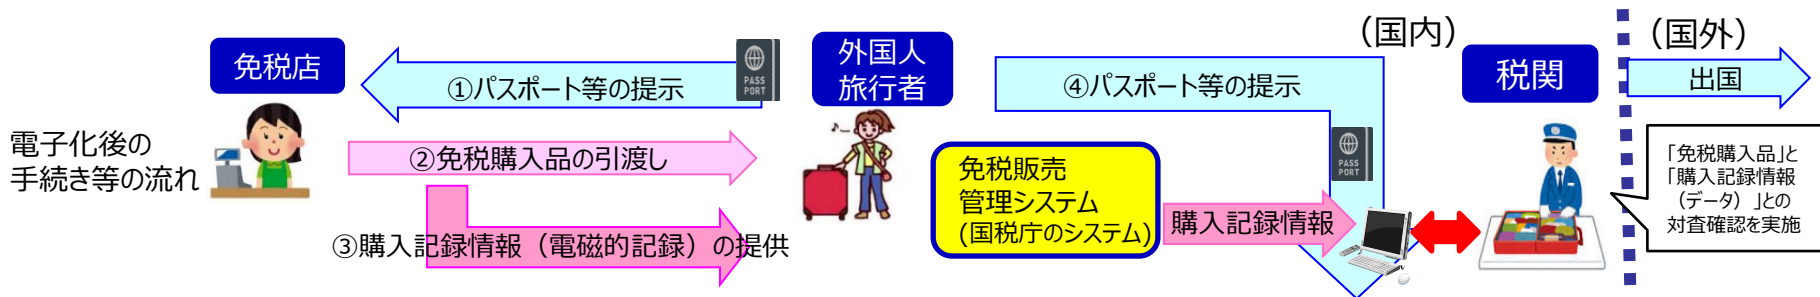 電子化後の
手続き等の流れ
免税店
①パスポート等の提示
PASS
PORT
外国人
旅行者
②免税購入品の引渡し
③購入記録情報（電磁的記録）の提供
④パスポート等の提示
PASS
PORT
免税販売
管理システム
(国税庁のシステム)
購入記録情報
（国内）
税関
（国外）
出国
「免税購入品」と
「購入記録情報
（データ）」との
対査確認を実施